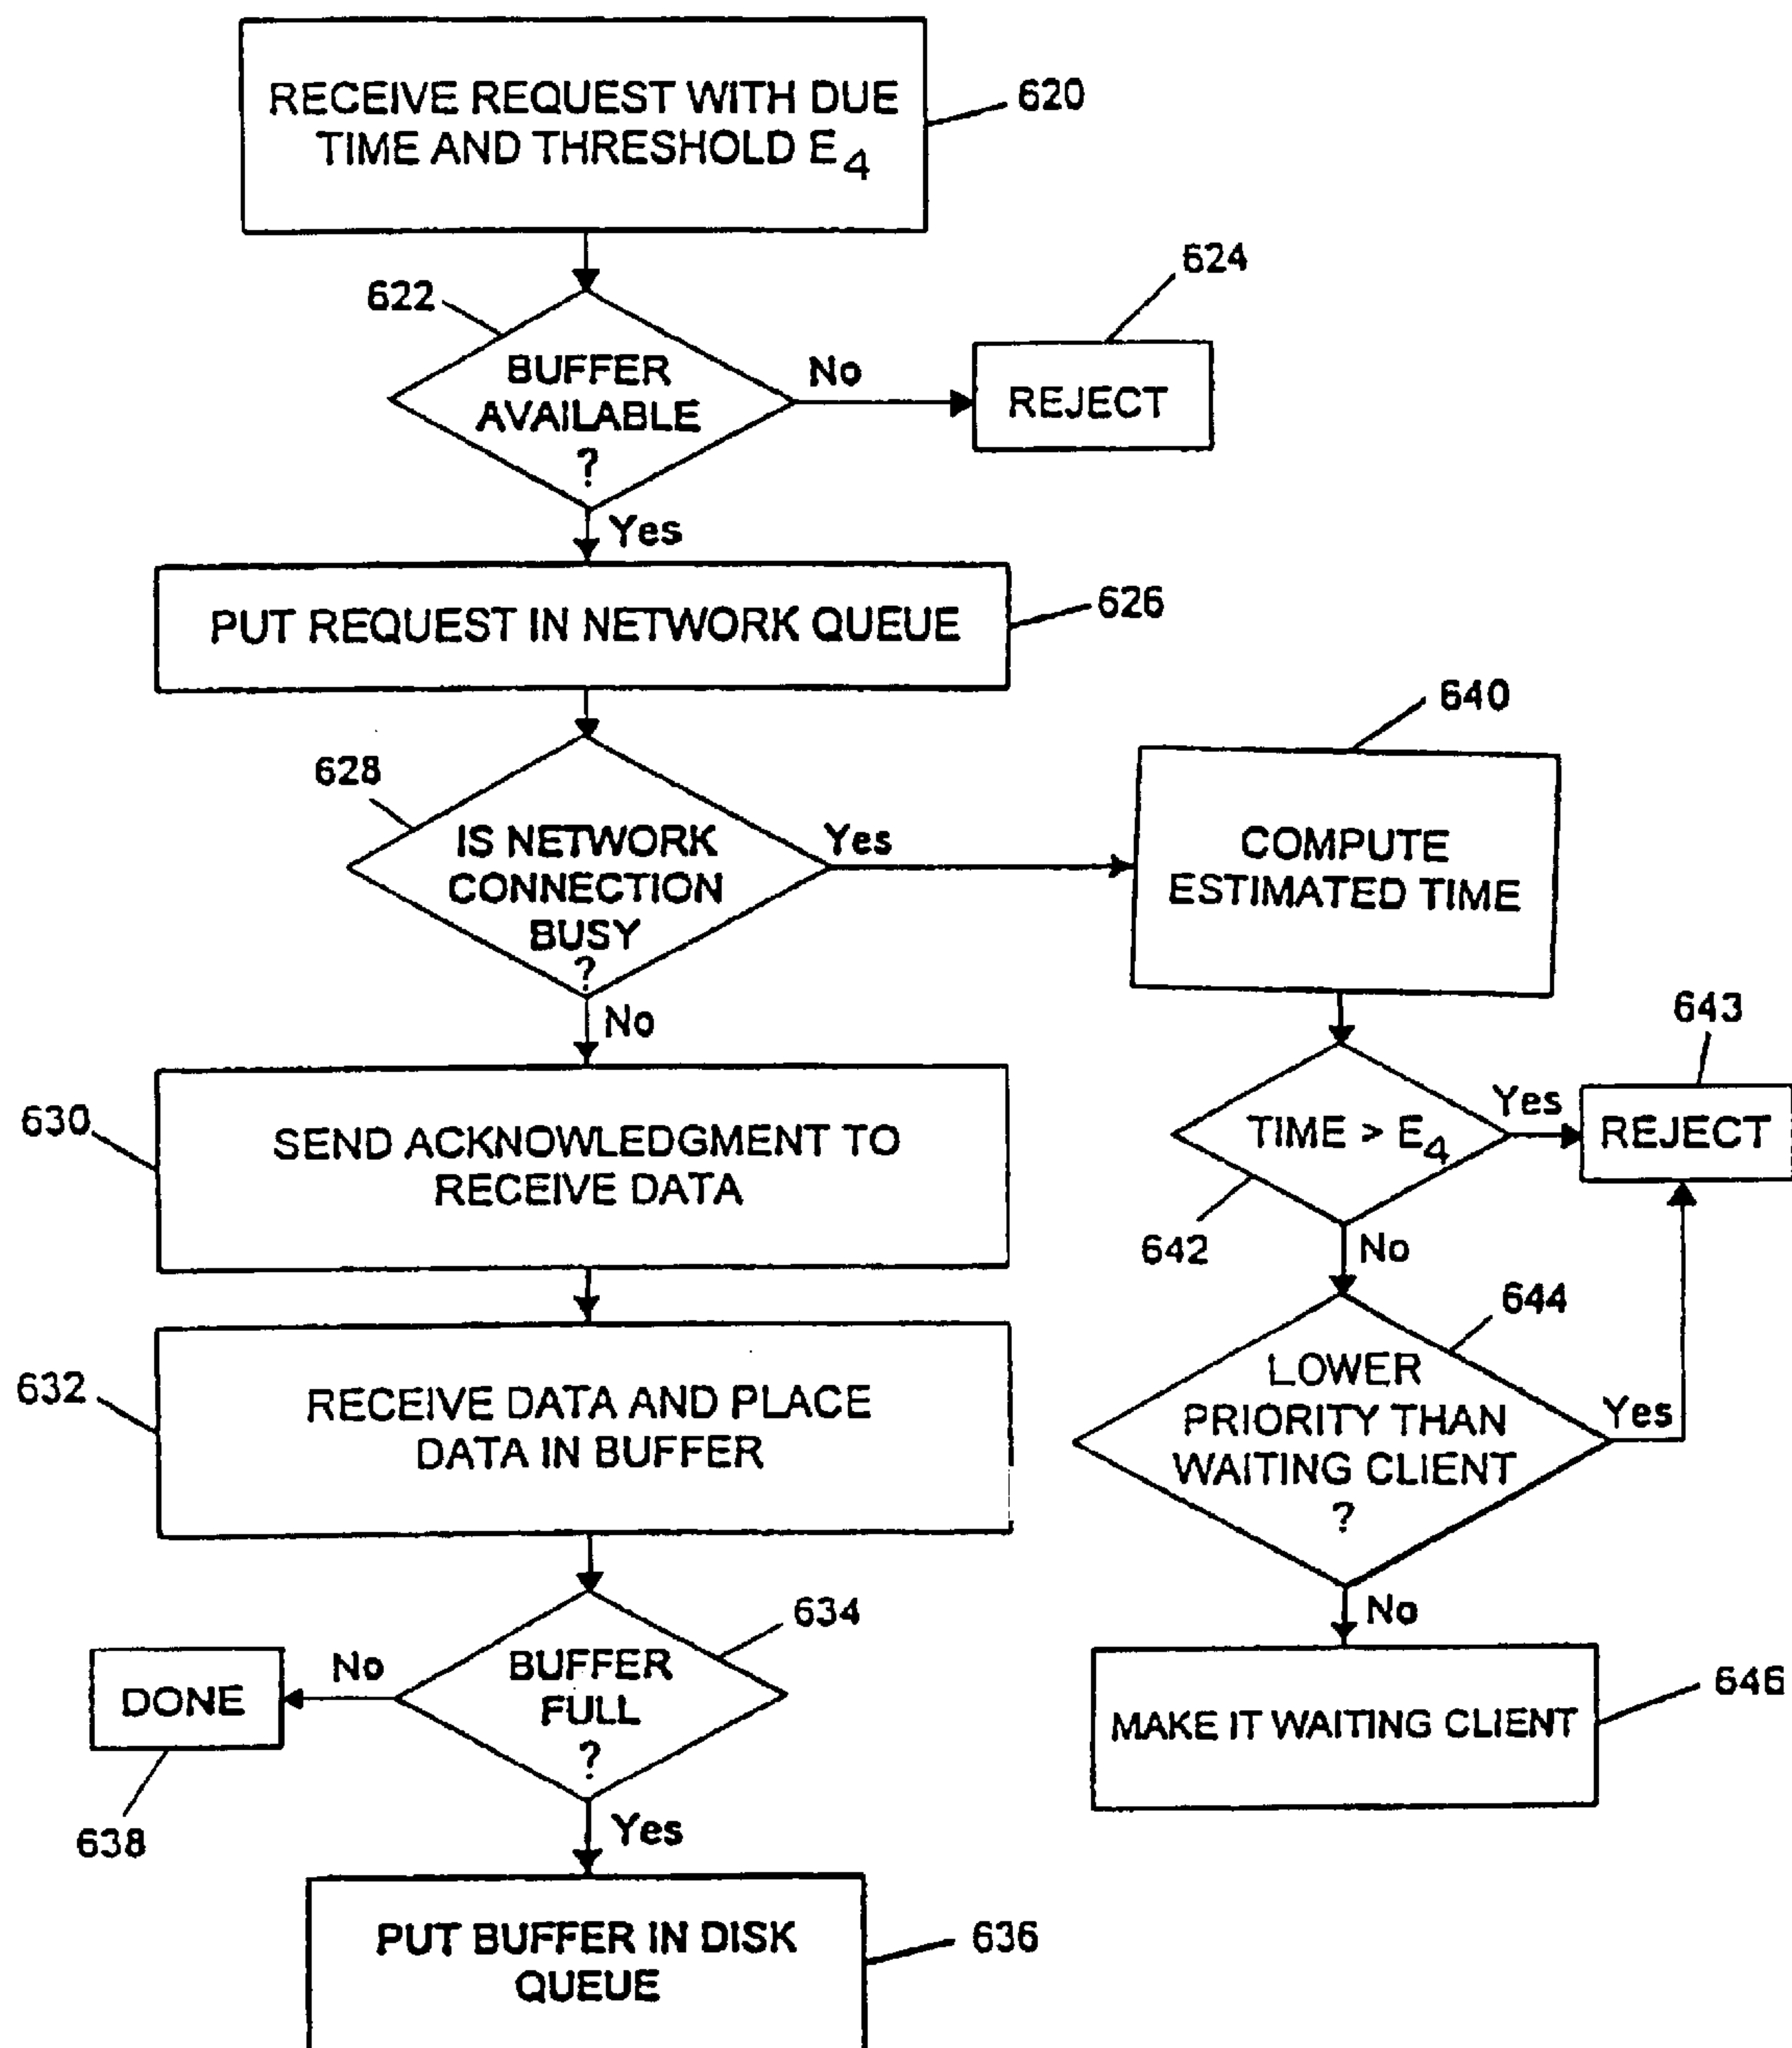 RECEIVE REQUEST WITH DUE
TIME AND THRESHOLD E4
620
622
BUFFER
AVAILABLE
?
No
624
REJECT
Yes
PUT REQUEST IN NETWORK QUEUE
626
628
IS NETWORK
CONNECTION
BUSY
?
Yes
640
COMPUTE
ESTIMATED TIME
No
630
SEND ACKNOWLEDGMENT TO
RECEIVE DATA
TIME > E4
642
Yes
643
REJECT
No
632
RECEIVE DATA AND PLACE
DATA IN BUFFER
644
LOWER
PRIORITY THAN
WAITING CLIENT
?
Yes
No
634
BUFFER
FULL
?
No
DONE
638
MAKE IT WAITING CLIENT
646
Yes
PUT BUFFER IN DISK
QUEUE
636